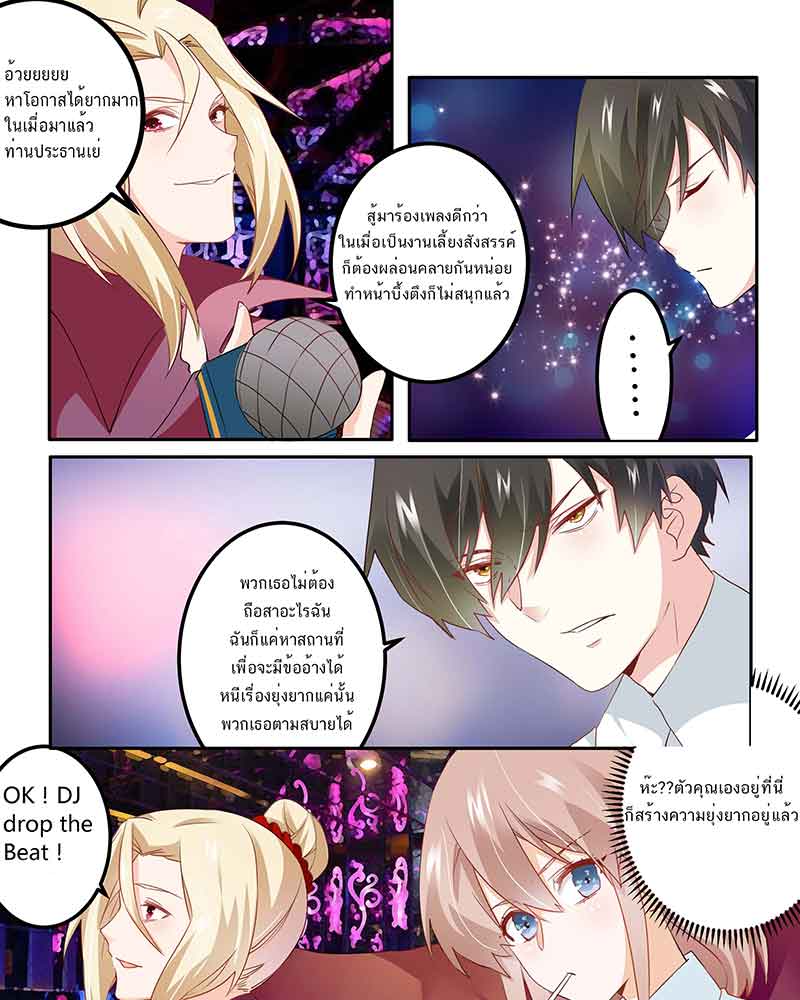 อ้วยยยยย
หาโอกาสได้ยากมาก
ในเมื่อมาแล้ว
ท่านประธานเย่
สู้มาร้องเพลงดีกว่า
ในเมื่อเป็นงานเลี้ยงสังสรรค์
ก็ต้องผล่อนคลายกันหน่อย
ทำหน้าบึ้งตึงก็ไม่สนุกแล้ว
......
พวกเธอไม่ต้อง
ถือสาอะไรฉัน
ฉันก็แค่หาสถานที่
เพื่อจะมีข้ออ้างได้
หนีเรื่องยุ่งยากแค่นั้น
พวกเธอตามสบายได้
OK ! DJ
drop the
Beat !
ห๊ะ??ตัวคุณเองอยู่ที่นี่
ก็สร้างความยุ่งยากอยู่แล้ว